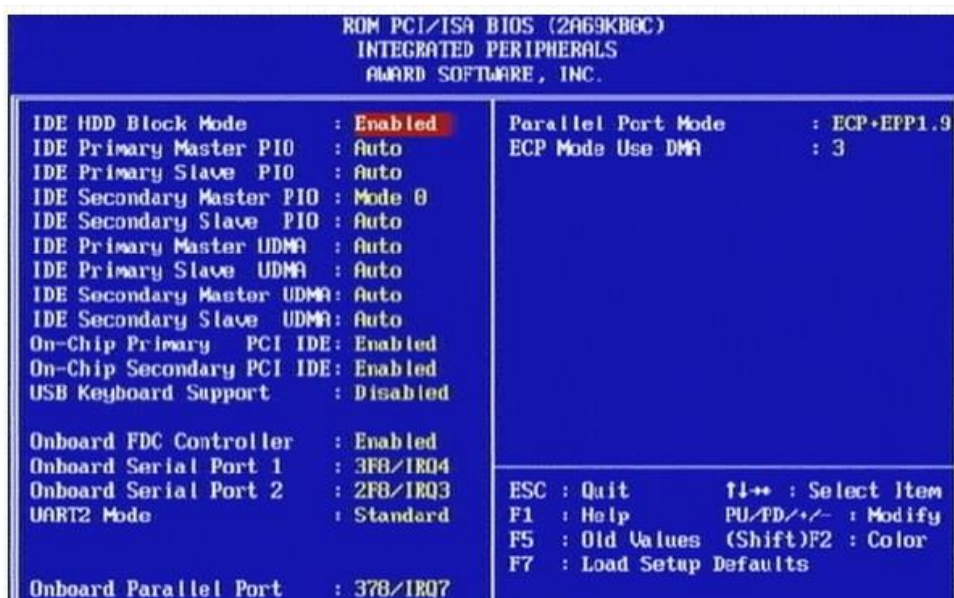 ROM PCI/ISA BIOS (2A69KB0C)
INTEGRATED PERIPHERALS
AWARD SOFTWARE, INC.
IDE HDD Block Mode : Enabled
IDE Primary Master PIO : Auto
IDE Primary Slave PIO : Auto
IDE Secondary Master PIO : Mode 0
IDE Secondary Slave PIO : Auto
IDE Primary Master UDMA : Auto
IDE Primary Slave UDMA : Auto
IDE Secondary Master UDMA: Auto
IDE Secondary Slave UDMA: Auto
On-Chip Primary PCI IDE: Enabled
On-Chip Secondary PCI IDE: Enabled
USB Keyboard Support : Disabled
Onboard FDC Controller : Enabled
Onboard Serial Port 1 : 3F8/IRQ4
Onboard Serial Port 2 : 2F8/IRQ3
UART2 Mode : Standard
Onboard Parallel Port : 378/IRQ7
Parallel Port Mode : ECP+EPP1.9
ECP Mode Use DMA : 3
ESC : Quit ↑↓→← : Select Item
F1 : Help PU/PD/+/- : Modify
F5 : Old Values (Shift)F2 : Color
F7 : Load Setup Defaults